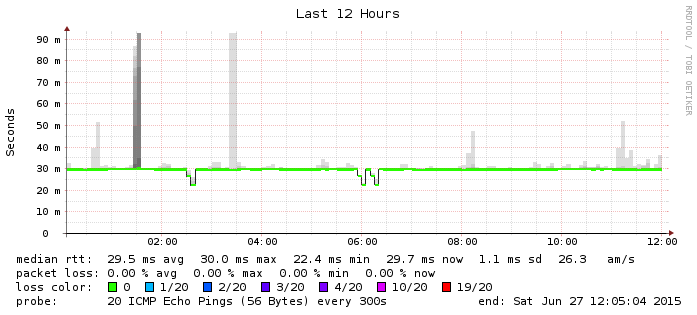 Last 12 Hours
RRDTOOL / TOBI OETIKER
Seconds
90 m
80 m
70 m
60 m
50 m
40 m
30 m
20 m
10 m
0
02:00 04:00 06:00 08:00 10:00 12:00
median rtt: 29.5 ms avg 30.0 ms max 22.4 ms min 29.7 ms now 1.1 ms sd 26.3 am/s
packet loss: 0.00 % avg 0.00 % max 0.00 % min 0.00 % now
loss color: 0 1/20 2/20 3/20 4/20 10/20 19/20
probe: 20 ICMP Echo Pings (56 Bytes) every 300s end: Sat Jun 27 12:05:04 2015